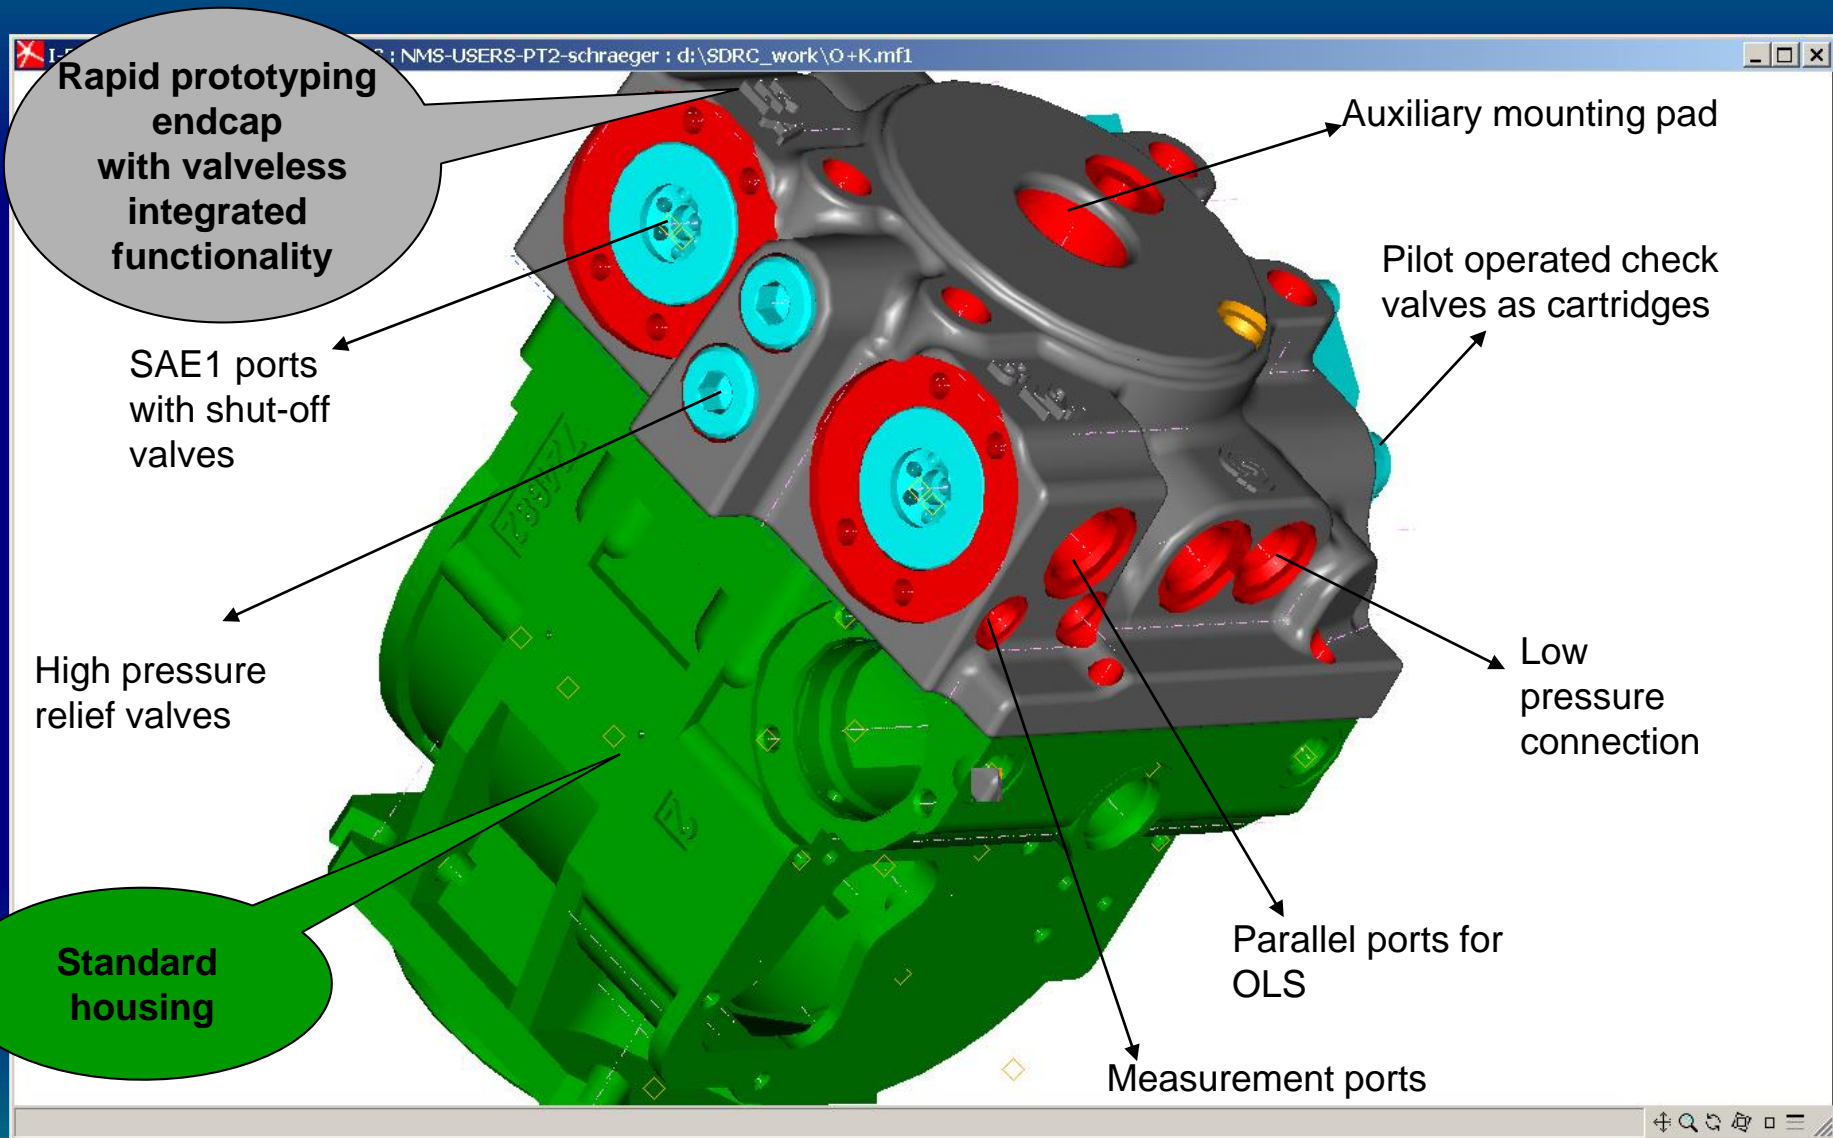 : NMS-USERS-PT2-schraeger : d:\SDRC_work\O+K.mf1
Rapid prototyping
endcap
with valveless
integrated
functionality
Auxiliary mounting pad
Pilot operated check
valves as cartridges
SAE1 ports
with shut-off
valves
High pressure
relief valves
Low
pressure
connection
Parallel ports for
OLS
Standard
housing
Measurement ports